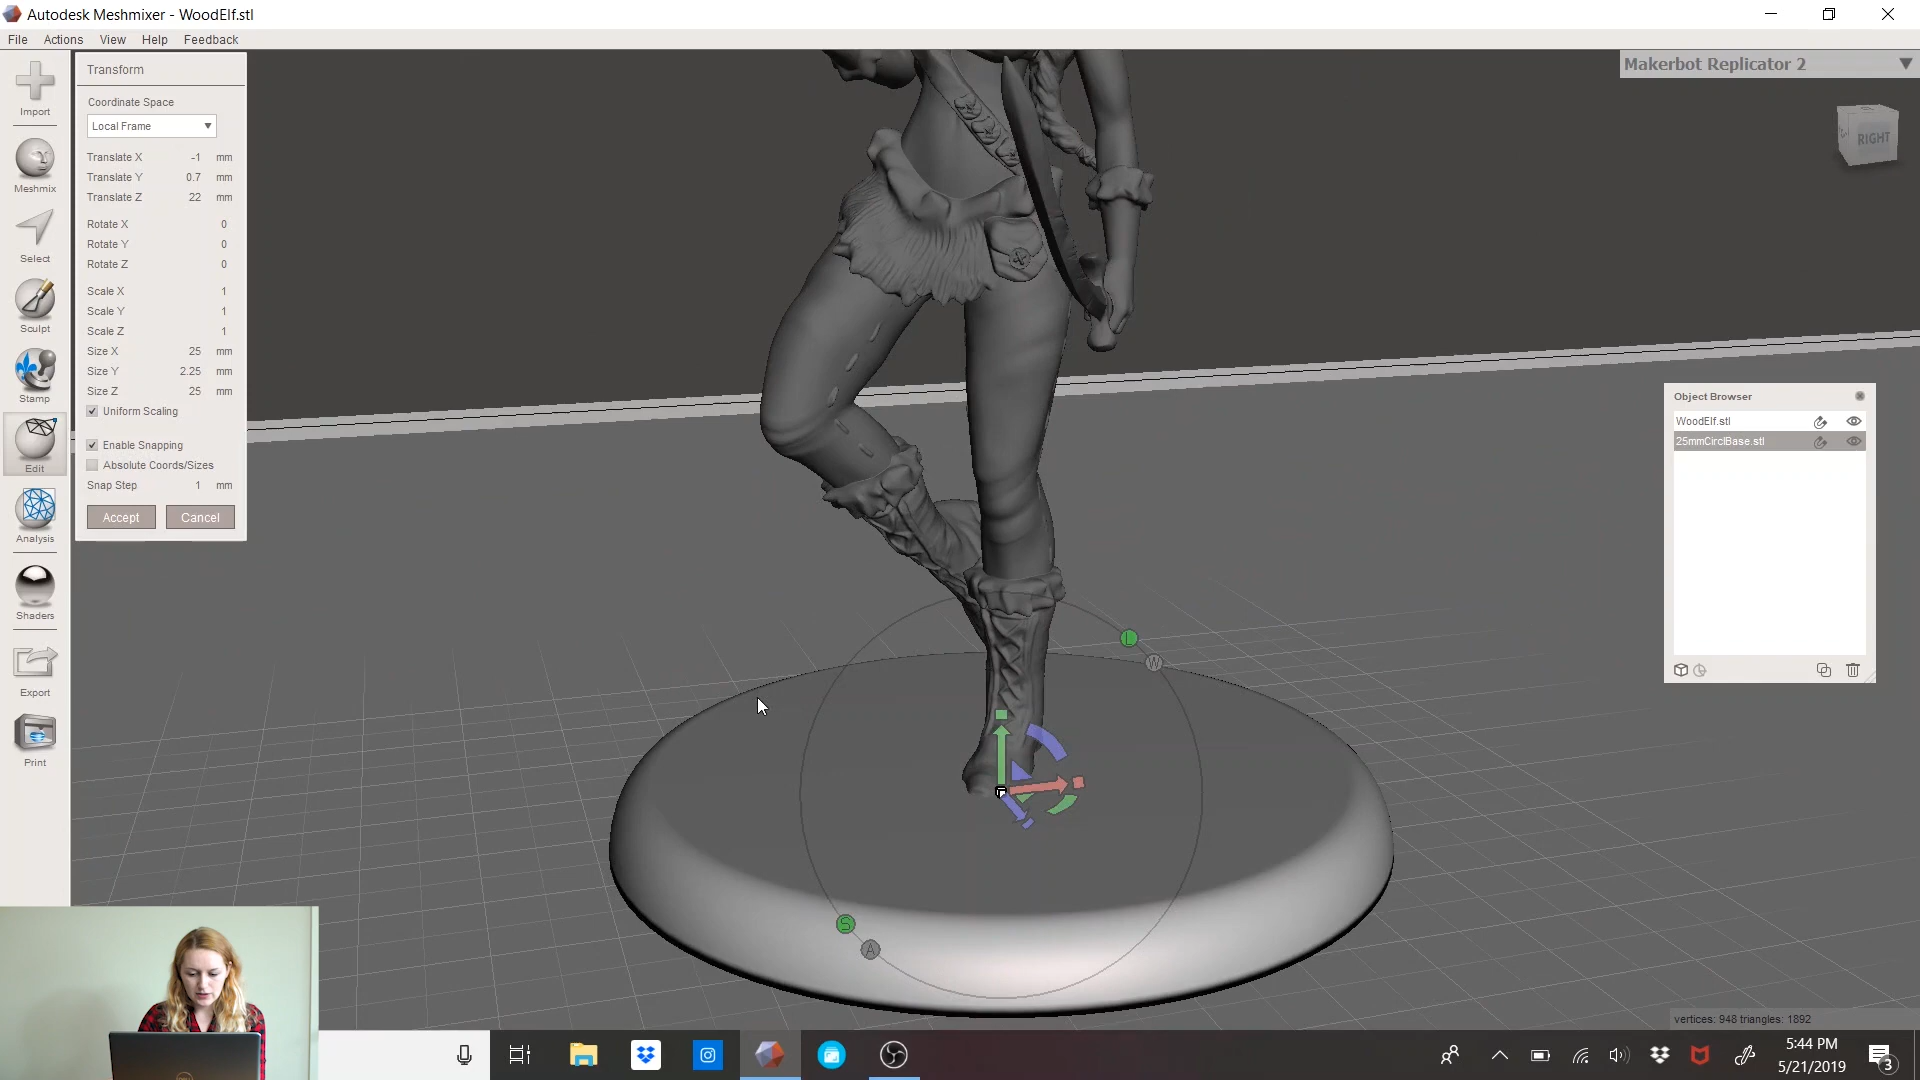 Autodesk Meshmixer - WoodElf.stl
File Actions View Help Feedback
Import
Meshmix
Select
Sculpt
Stamp
Edit
Analysis
Shaders
Export
Print
Transform
Coordinate Space
Local Frame
Translate X -1 mm
Translate Y 0.7 mm
Translate Z 22 mm
Rotate X 0
Rotate Y 0
Rotate Z 0
Scale X 1
Scale Y 1
Scale Z 1
Size X 25 mm
Size Y 2.25 mm
Size Z 25 mm
Uniform Scaling
Enable Snapping
Absolute Coords/Sizes
Snap Step 1 mm
Accept Cancel
Makerbot Replicator 2
RIGHT
Object Browser
WoodElf.stl
25mmCirclBase.stl
L
W
S
A
vertices: 948 triangles: 1892
5:44 PM
5/21/2019
3